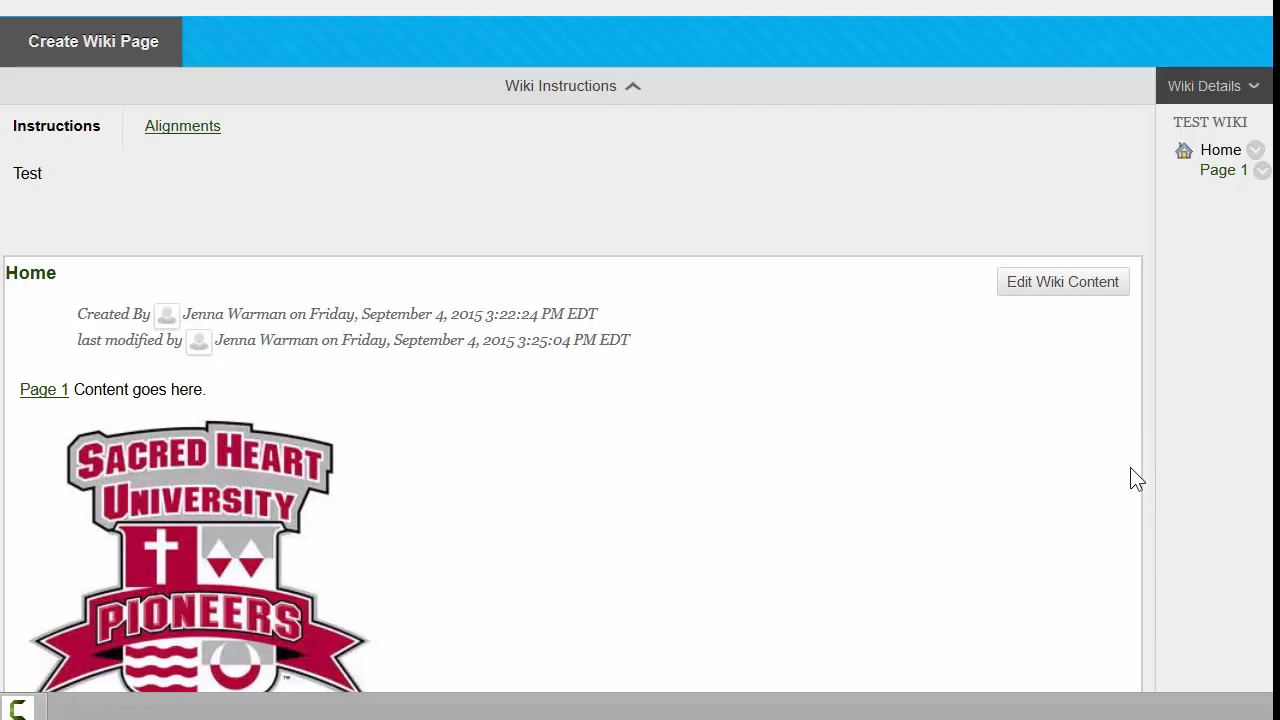 Create Wiki Page
Wiki Instructions
Wiki Details
Instructions
Alignments
TEST WIKI
Home
Page 1
Test
Home
Edit Wiki Content
Created By Jenna Warman on Friday, September 4, 2015 3:22:24 PM EDT
last modified by Jenna Warman on Friday, September 4, 2015 3:25:04 PM EDT
Page 1 Content goes here.
SACRED HEART
UNIVERSITY
PIONEERS
™